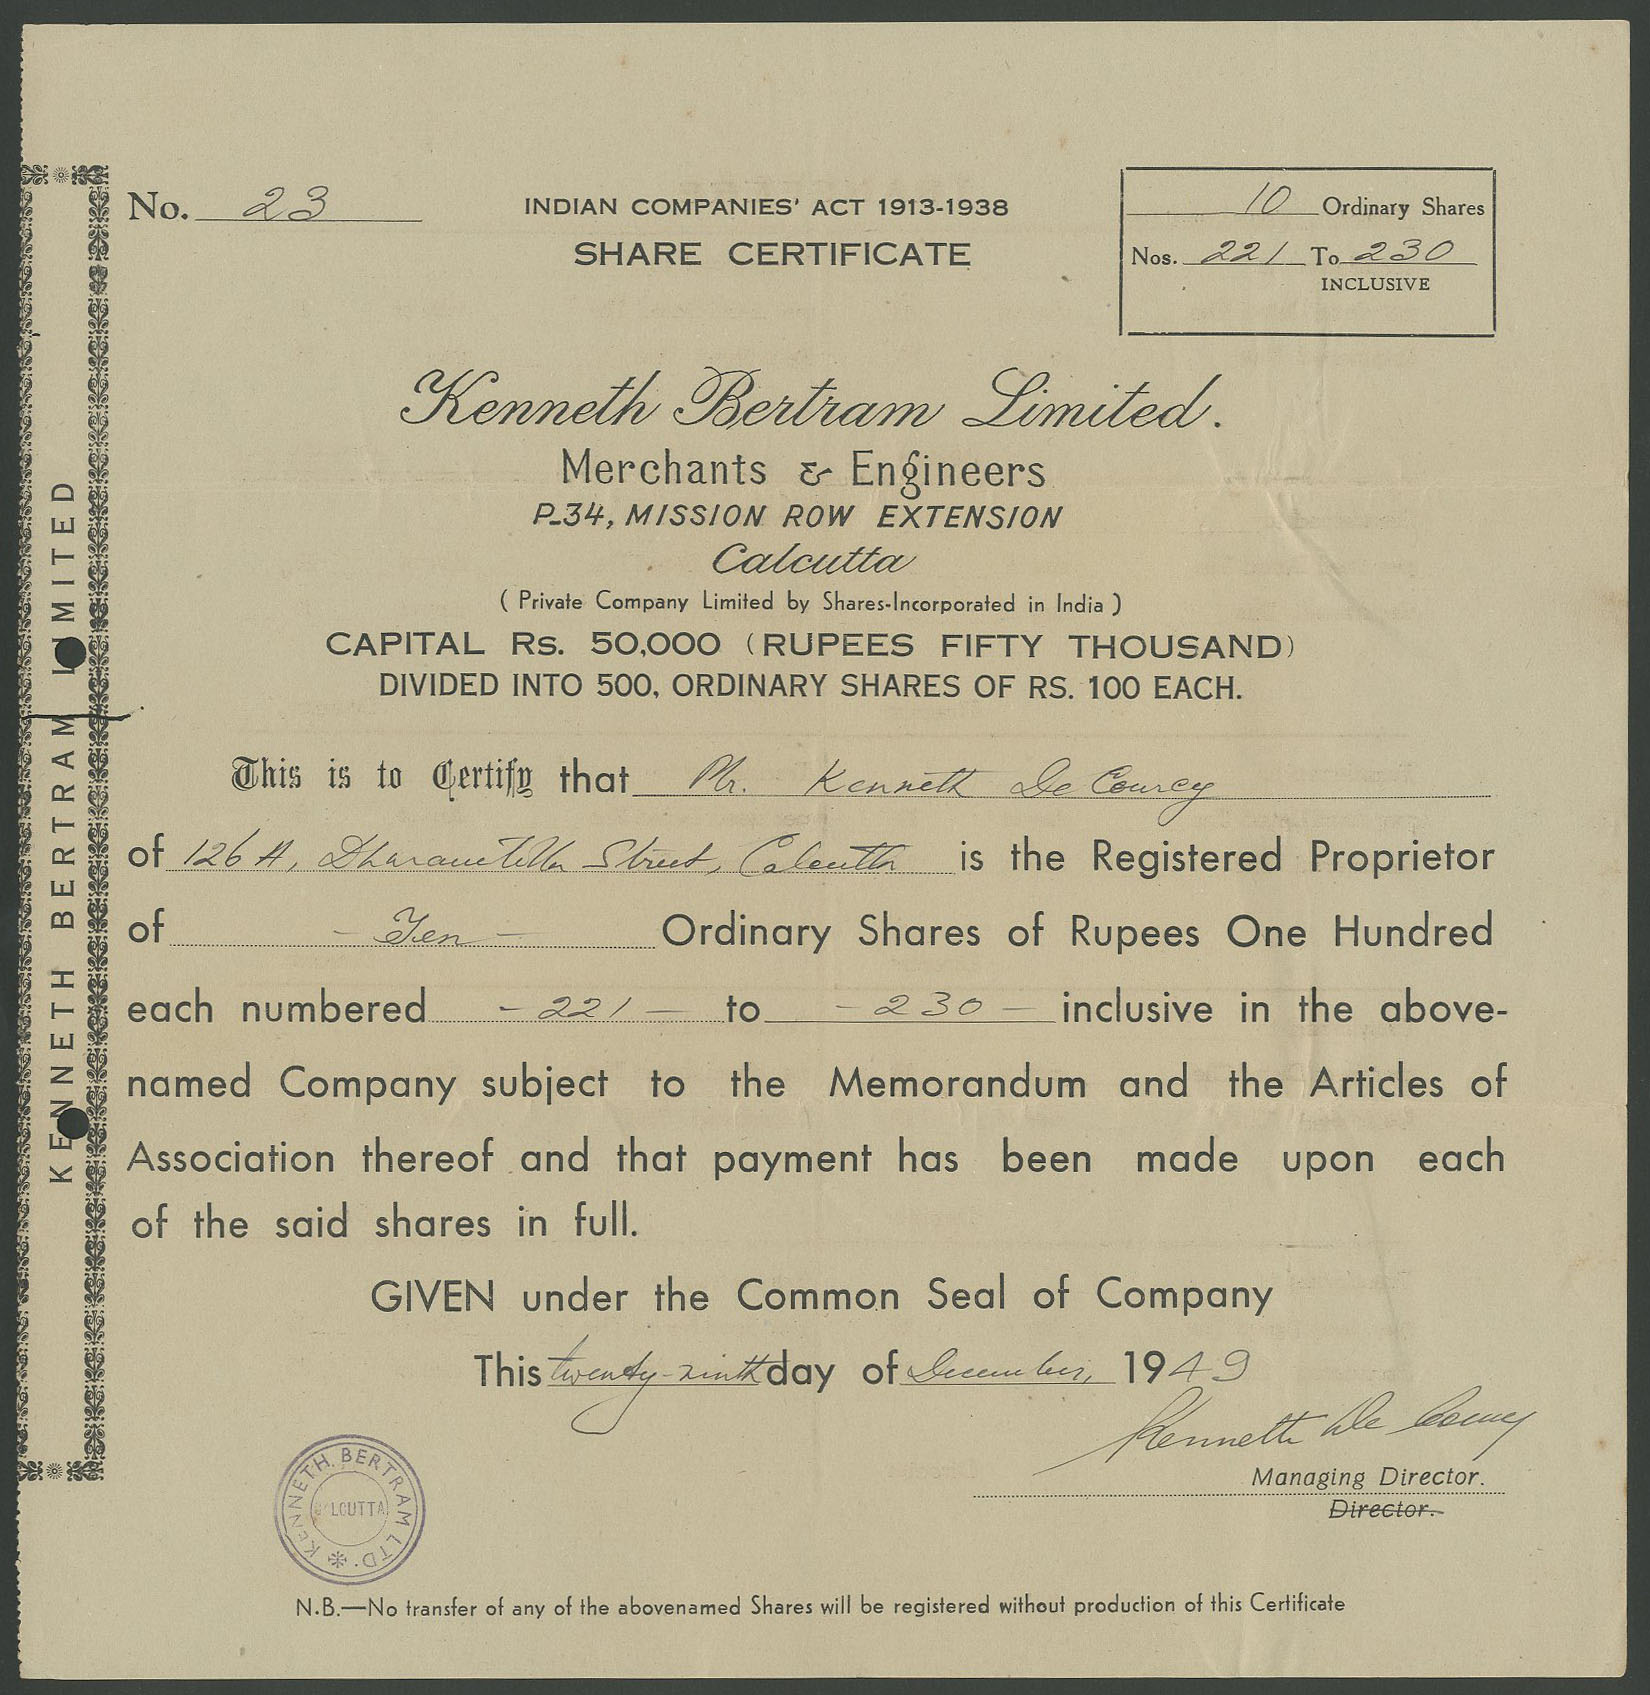 No. 23
INDIAN COMPANIES' ACT 1913-1938
SHARE CERTIFICATE
10 Ordinary Shares
Nos. 221 To 230
INCLUSIVE
Kenneth Bertram Limited.
Merchants & Engineers
P-34, MISSION ROW EXTENSION
Calcutta
( Private Company Limited by Shares-Incorporated in India )
CAPITAL Rs. 50,000 (RUPEES FIFTY THOUSAND)
DIVIDED INTO 500, ORDINARY SHARES OF RS. 100 EACH.
This is to Certify that Mr. Kenneth De Courcy
of 126 A, Dharamtolla Street, Calcutta is the Registered Proprietor
of - Ten - Ordinary Shares of Rupees One Hundred
each numbered - 221 - to - 230 - inclusive in the above-
named Company subject to the Memorandum and the Articles of
Association thereof and that payment has been made upon each
of the said shares in full.
GIVEN under the Common Seal of Company
This twenty-ninth day of December, 1949
Kenneth De Courcy
Managing Director.
Director.
KENNETH BERTRAM LTD.
CALCUTTA
N.B.—No transfer of any of the abovenamed Shares will be registered without production of this Certificate
KENNETH BERTRAM LIMITED